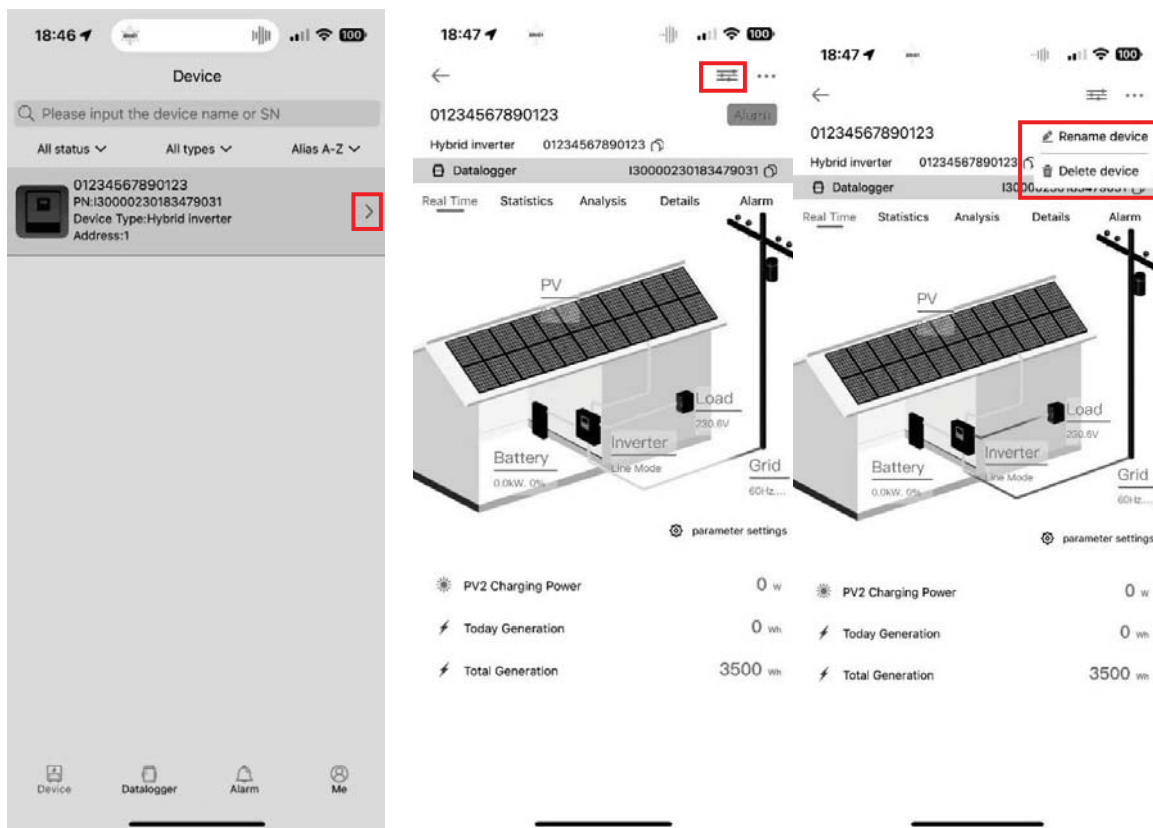 18:46
100
Device
Please input the device name or SN
All status
All types
Alias A-Z
01234567890123
PN:I30000230183479031
Device Type:Hybrid inverter
Address:1
Device
Datalogger
Alarm
Me
18:47
100
01234567890123
Alarm
Hybrid inverter 01234567890123
Datalogger I30000230183479031
Real Time Statistics Analysis Details Alarm
PV
Load
230.6V
Inverter
Line Mode
Battery
0.0kW, 0%
Grid
60Hz....
parameter settings
PV2 Charging Power 0 W
Today Generation 0 Wh
Total Generation 3500 Wh
18:47
100
01234567890123
Rename device
Hybrid inverter 01234567890123
Delete device
Datalogger I30000230183479031
Real Time Statistics Analysis Details Alarm
PV
Load
230.6V
Inverter
Line Mode
Battery
0.0kW, 0%
Grid
60Hz....
parameter settings
PV2 Charging Power 0 W
Today Generation 0 Wh
Total Generation 3500 Wh